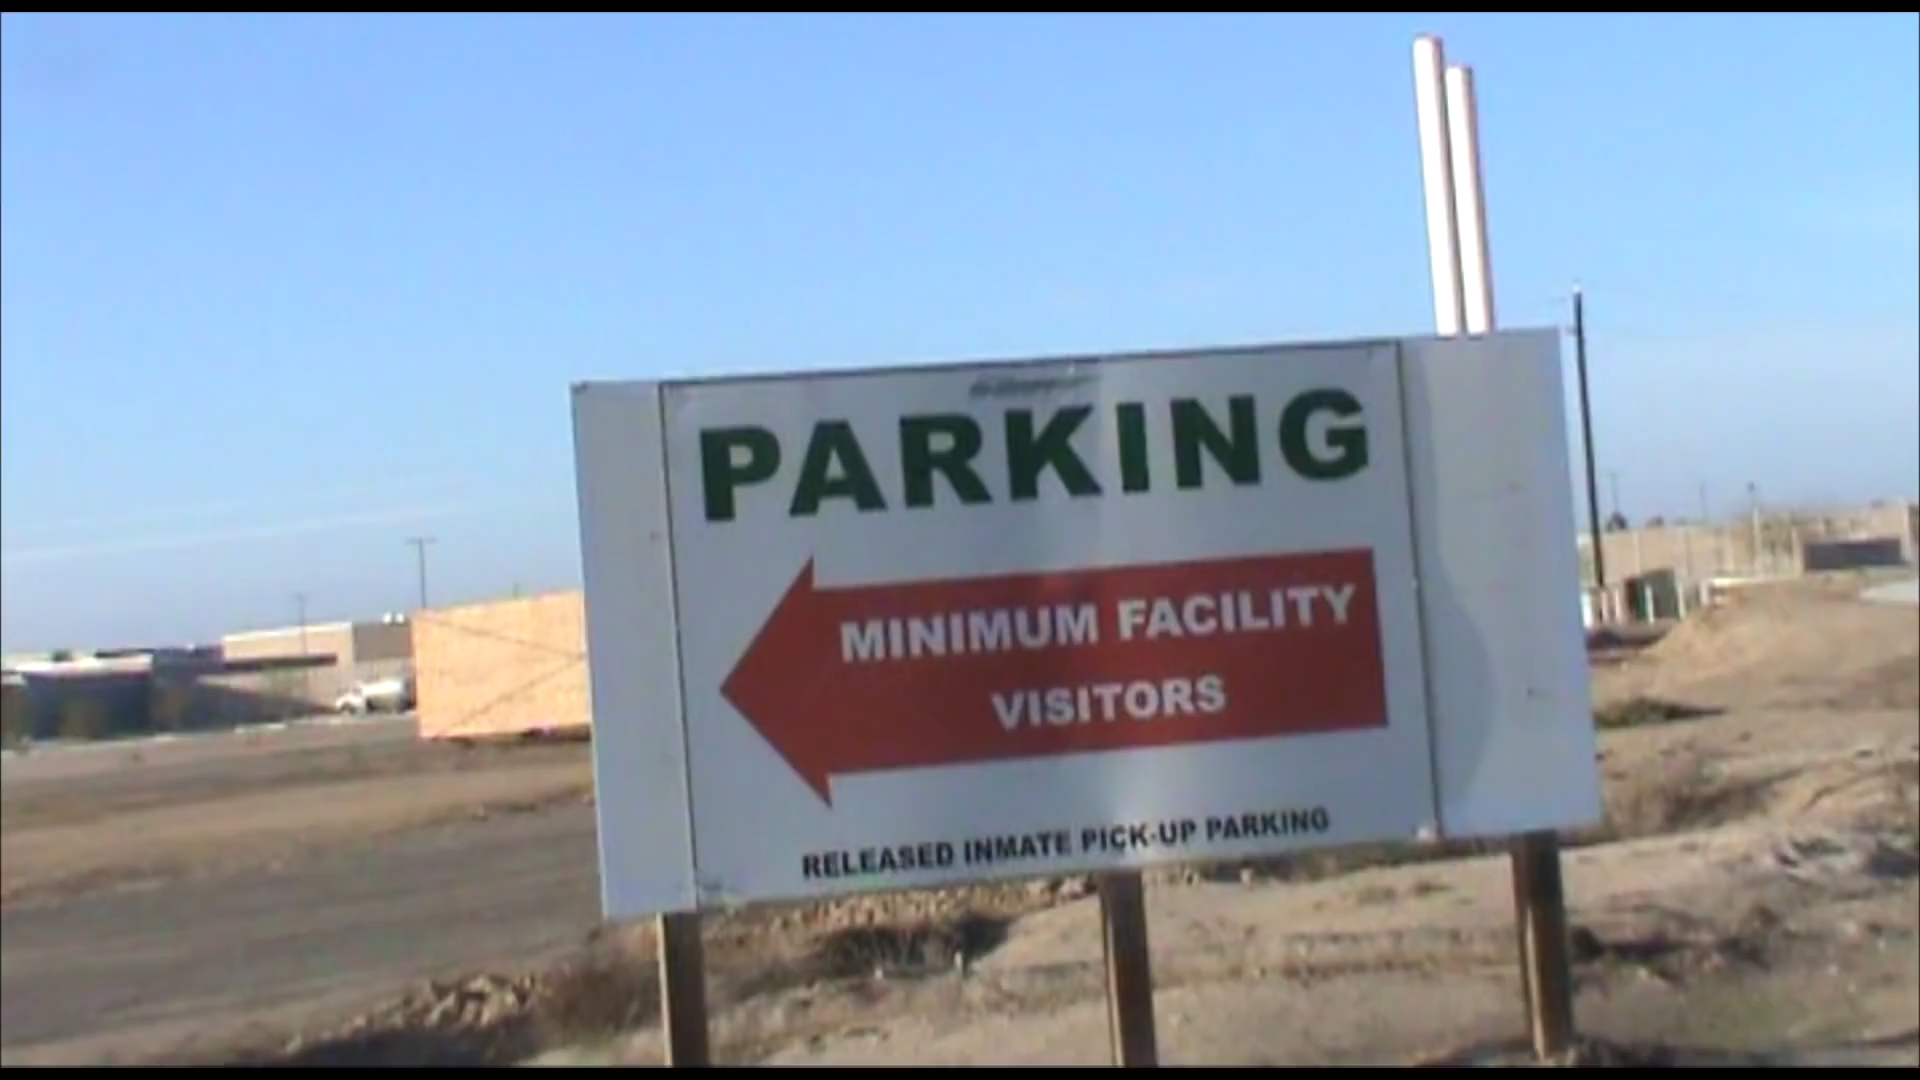 PARKING
MINIMUM FACILITY
VISITORS
RELEASED INMATE PICK-UP PARKING